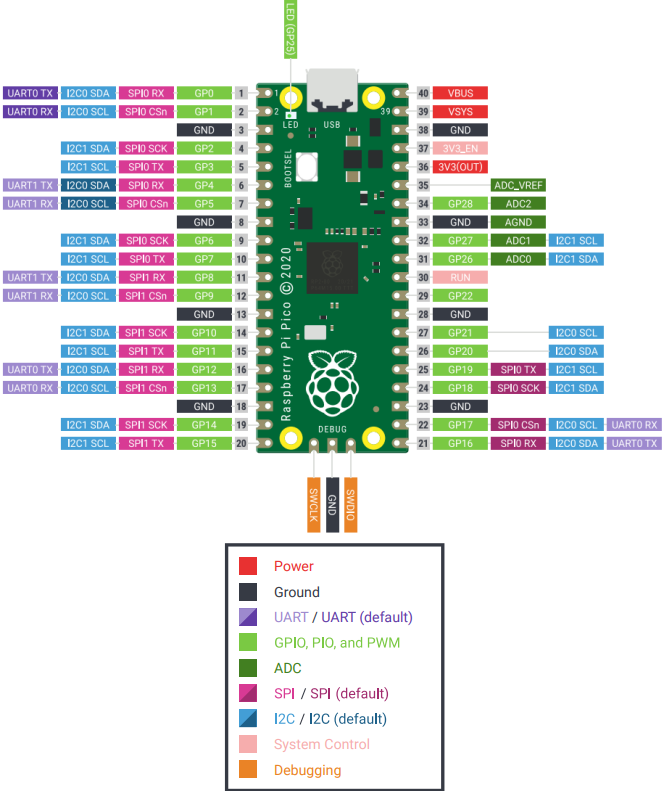 LED (GP25)
UART0 TX I2C0 SDA SPI0 RX GP0 1 1 40 VBUS
UART0 RX I2C0 SCL SPI0 CSn GP1 2 2 LED USB 39 39 VSYS
GND 3 38 GND
I2C1 SDA SPI0 SCK GP2 4 37 3V3_EN
I2C1 SCL SPI0 TX GP3 5 BOOTSEL 36 3V3(OUT)
UART1 TX I2C0 SDA SPI0 RX GP4 6 35 ADC_VREF
UART1 RX I2C0 SCL SPI0 CSn GP5 7 34 GP28 ADC2
GND 8 33 GND AGND
I2C1 SDA SPI0 SCK GP6 9 32 GP27 ADC1 I2C1 SCL
I2C1 SCL SPI0 TX GP7 10 31 GP26 ADC0 I2C1 SDA
UART1 TX I2C0 SDA SPI1 RX GP8 11 30 RUN
UART1 RX I2C0 SCL SPI1 CSn GP9 12 29 GP22
GND 13 28 GND
I2C1 SDA SPI1 SCK GP10 14 27 GP21 I2C0 SCL
I2C1 SCL SPI1 TX GP11 15 26 GP20 I2C0 SDA
UART0 TX I2C0 SDA SPI1 RX GP12 16 25 GP19 SPI0 TX I2C1 SCL
UART0 RX I2C0 SCL SPI1 CSn GP13 17 24 GP18 SPI0 SCK I2C1 SDA
GND 18 23 GND
I2C1 SDA SPI1 SCK GP14 19 22 GP17 SPI0 CSn I2C0 SCL UART0 RX
I2C1 SCL SPI1 TX GP15 20 21 GP16 SPI0 RX I2C0 SDA UART0 TX
Raspberry Pi Pico © 2020
DEBUG
SWCLK GND SWDIO
Power
Ground
UART / UART (default)
GPIO, PIO, and PWM
ADC
SPI / SPI (default)
I2C / I2C (default)
System Control
Debugging